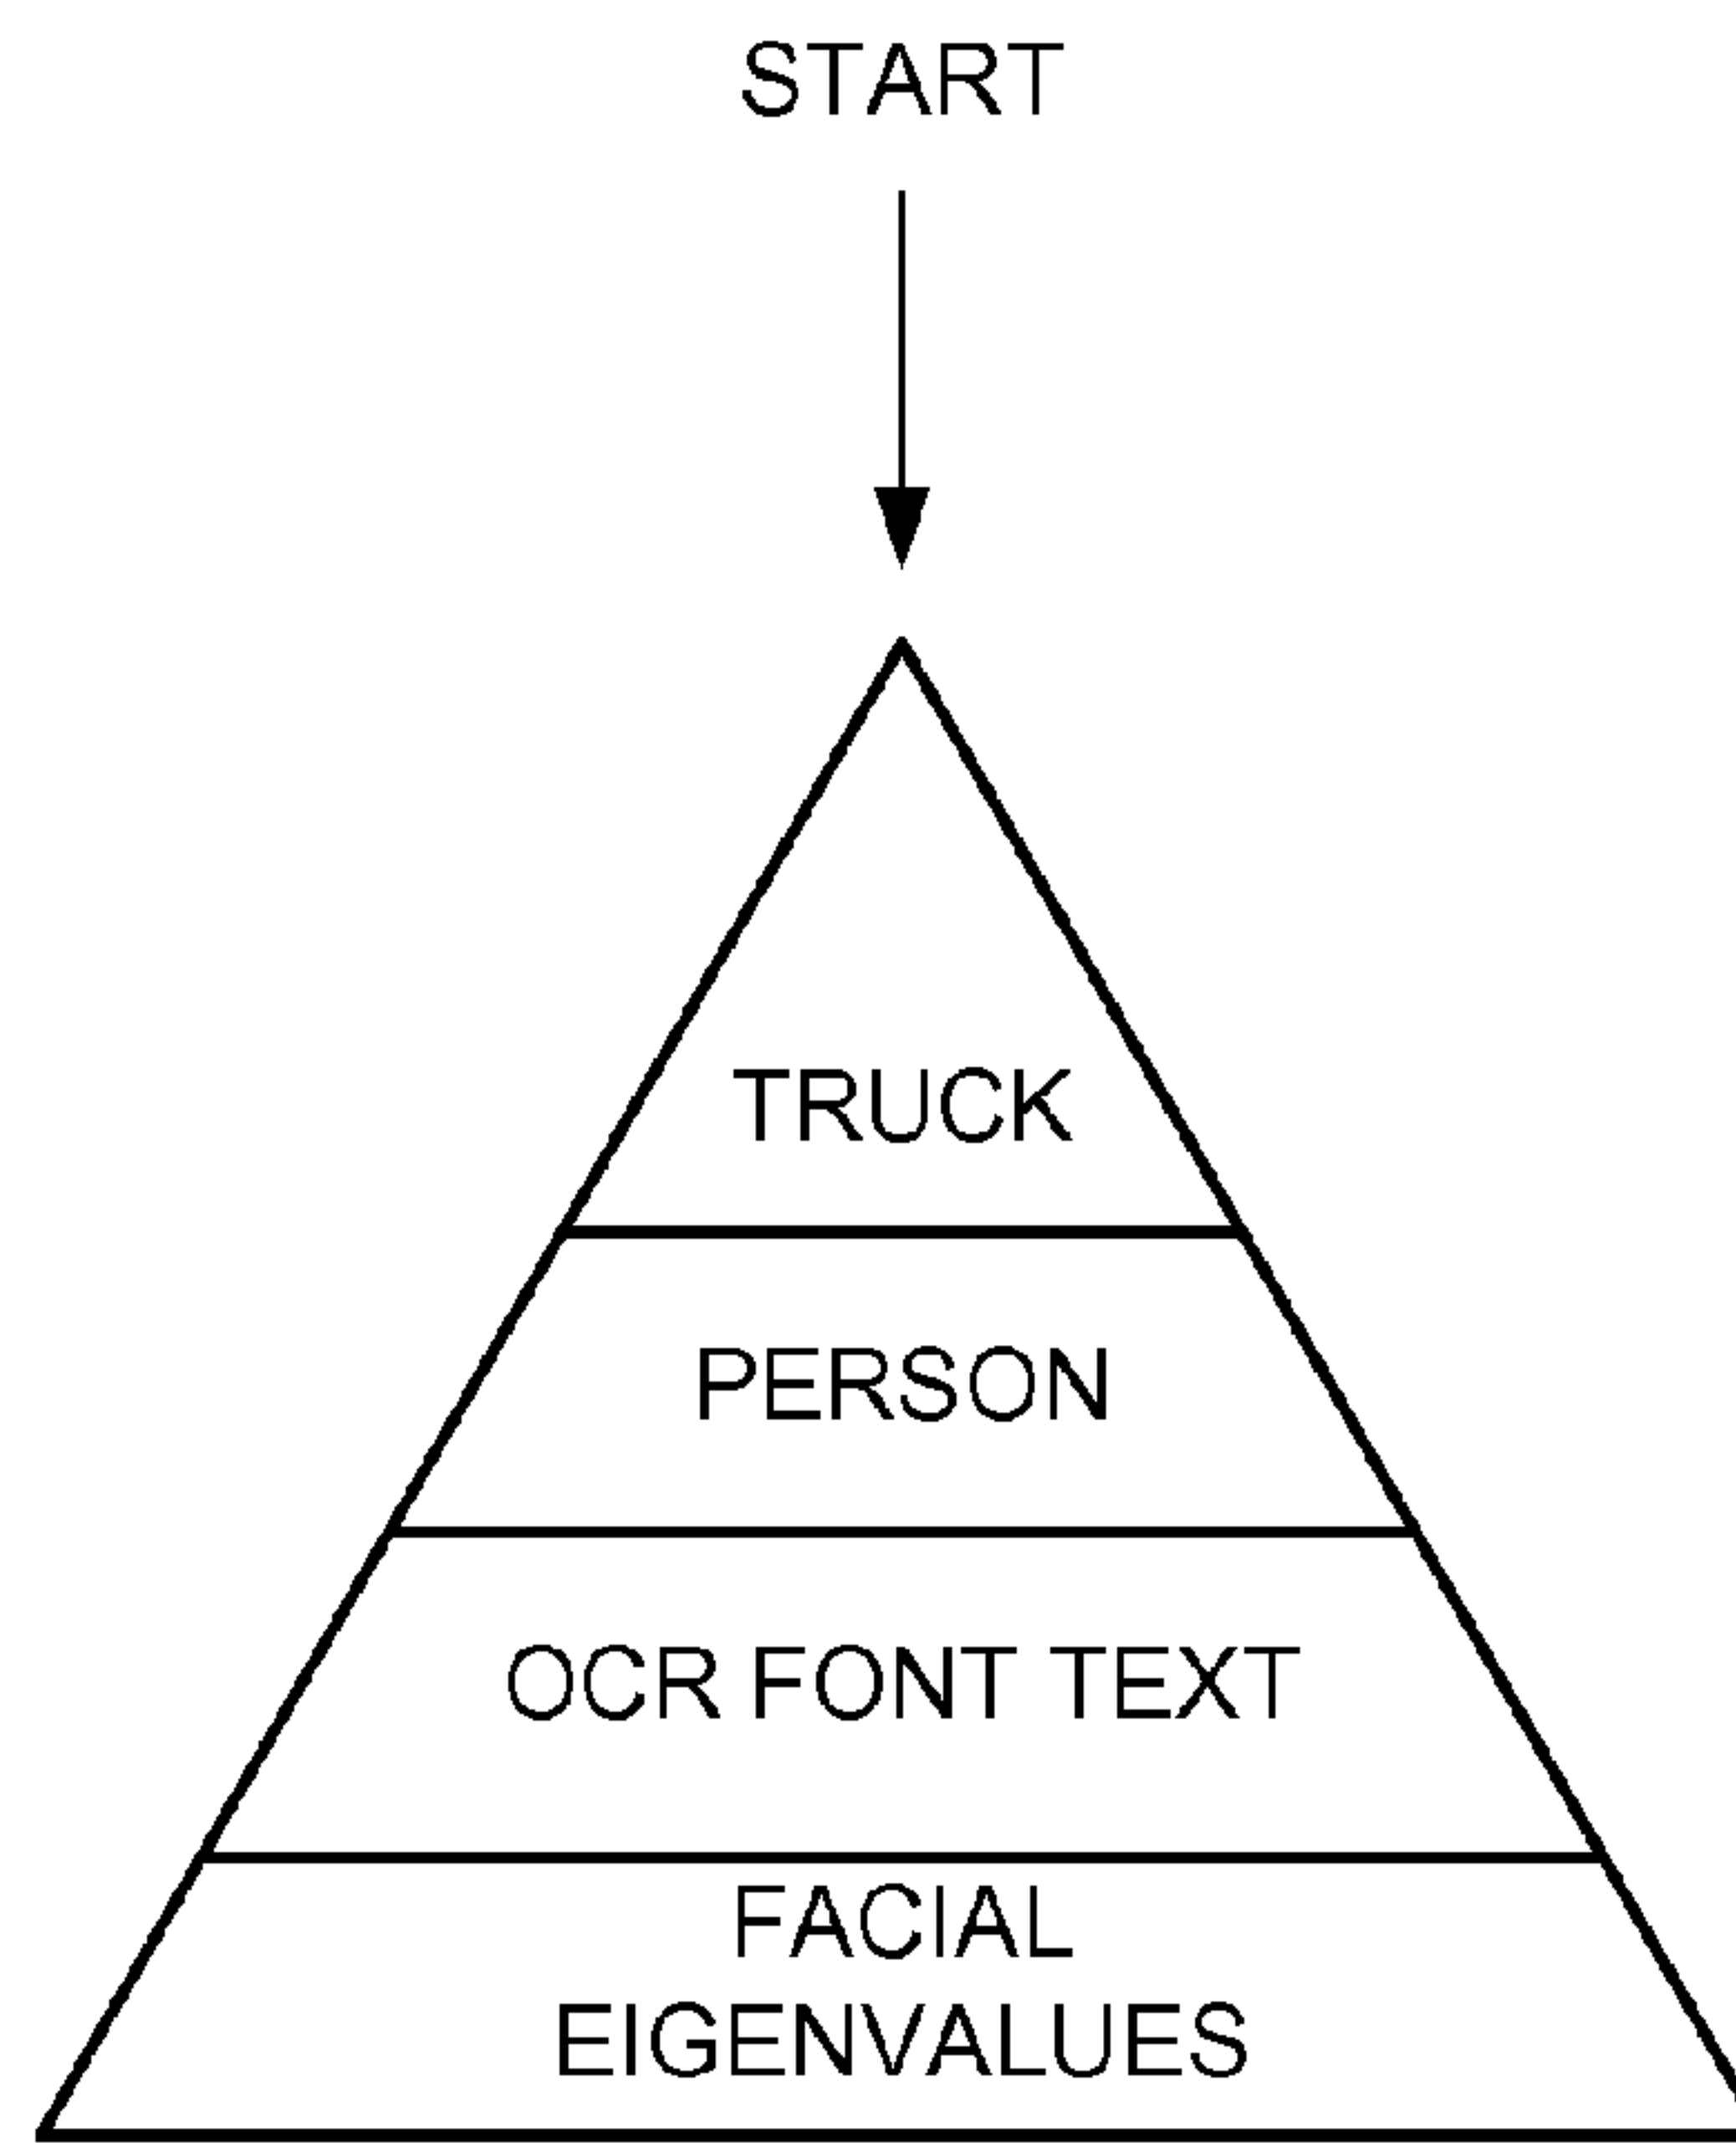 START
TRUCK
PERSON
OCR FONT TEXT
FACIAL
EIGENVALUES